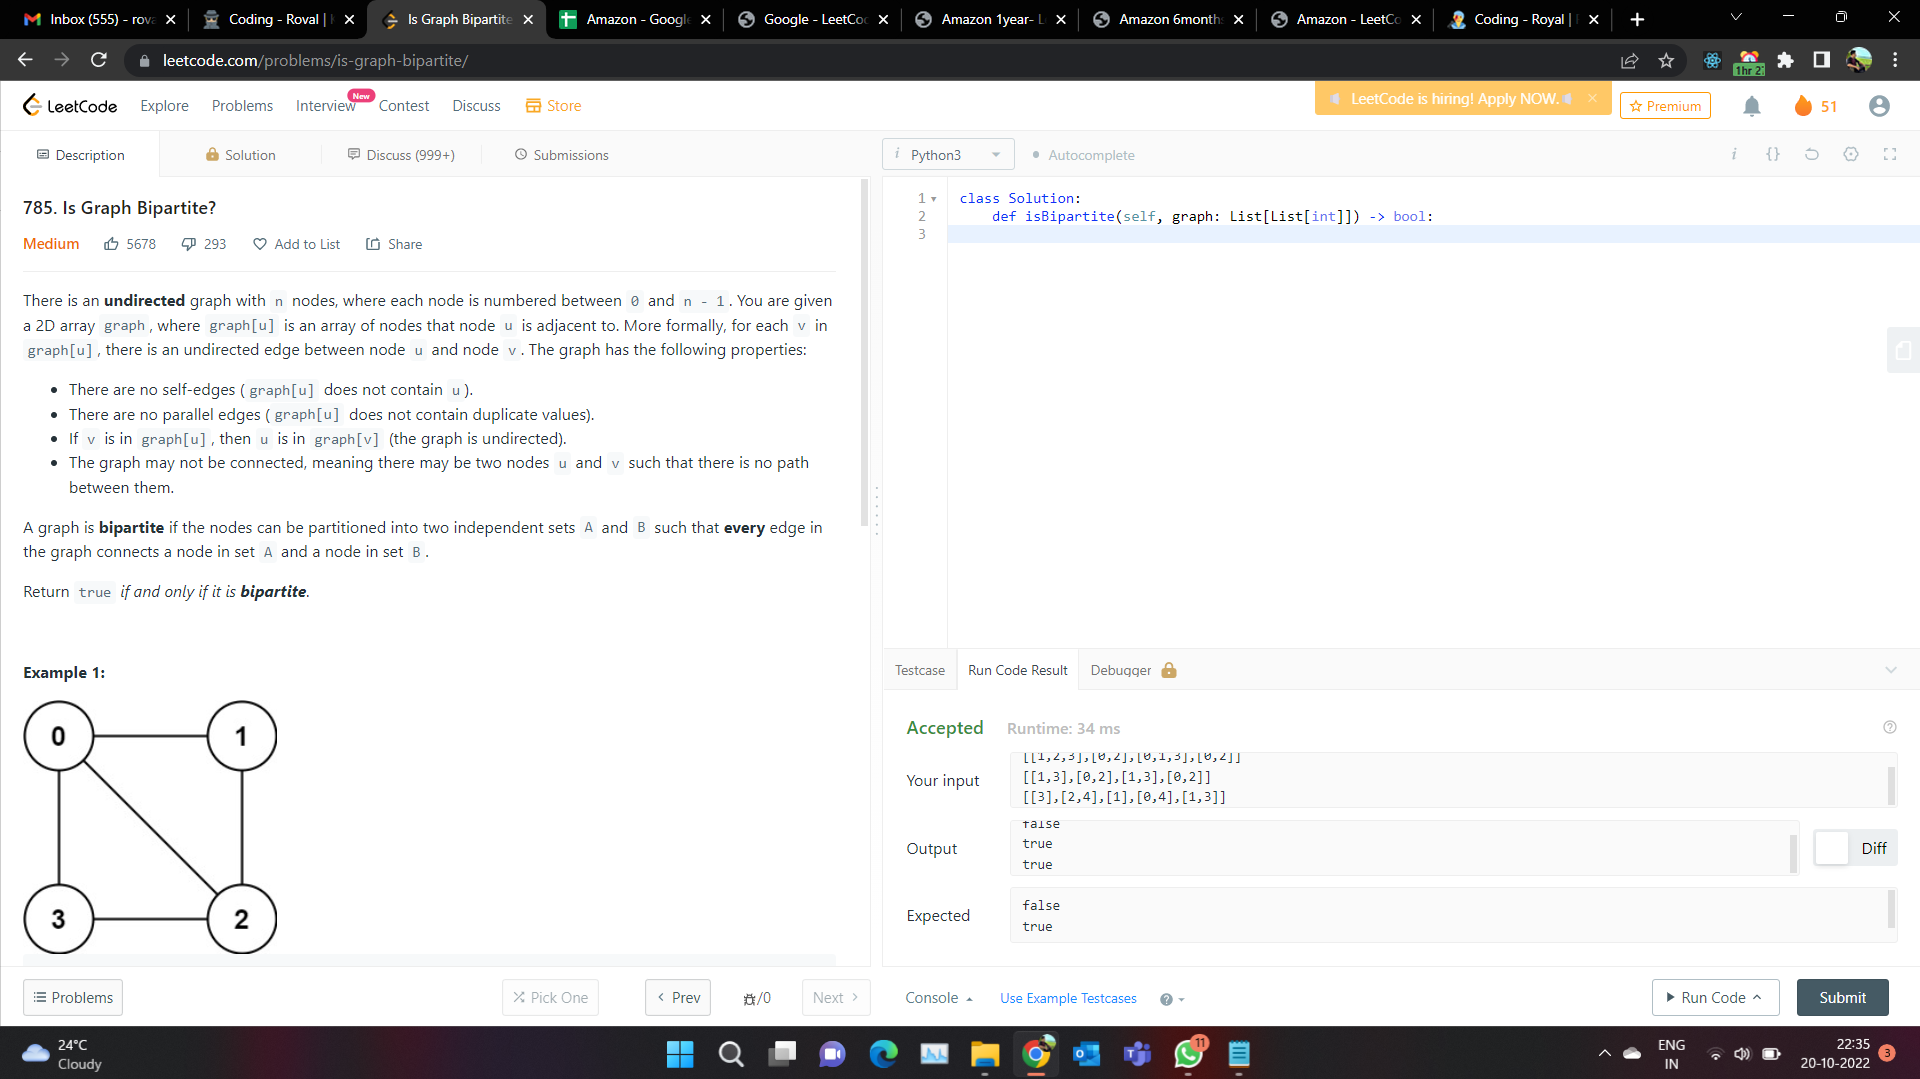 Inbox (555) - rova
Coding - Roval |
Is Graph Bipartite
Amazon - Google
Google - LeetCo
Amazon 1year- L
Amazon 6months
Amazon - LeetCo
Coding - Royal |
leetcode.com/problems/is-graph-bipartite/
1hr 2
LeetCode
Explore
Problems
Interview
New
Contest
Discuss
Store
LeetCode is hiring! Apply NOW.
Premium
51
Description
Solution
Discuss (999+)
Submissions
i Python3
Autocomplete
i {}
785. Is Graph Bipartite?
Medium
5678
293
Add to List
Share
There is an undirected graph with n nodes, where each node is numbered between 0 and n - 1. You are given
a 2D array graph, where graph[u] is an array of nodes that node u is adjacent to. More formally, for each v in
graph[u], there is an undirected edge between node u and node v. The graph has the following properties:
• There are no self-edges (graph[u] does not contain u).
• There are no parallel edges (graph[u] does not contain duplicate values).
• If v is in graph[u], then u is in graph[v] (the graph is undirected).
• The graph may not be connected, meaning there may be two nodes u and v such that there is no path
between them.
A graph is bipartite if the nodes can be partitioned into two independent sets A and B such that every edge in
the graph connects a node in set A and a node in set B.
Return true if and only if it is bipartite.
Example 1:
0
1
3
2
1 class Solution:
2 def isBipartite(self, graph: List[List[int]]) -> bool:
3
Testcase
Run Code Result
Debugger
Accepted
Runtime: 34 ms
Your input
[[1,2,3],[0,2],[0,1,3],[0,2]]
[[1,3],[0,2],[1,3],[0,2]]
[[3],[2,4],[1],[0,4],[1,3]]
Output
false
true
true
Diff
Expected
false
true
Problems
Pick One
Prev
/0
Next
Console
Use Example Testcases
Run Code
Submit
24°C
Cloudy
11
ENG
IN
22:35
20-10-2022
3